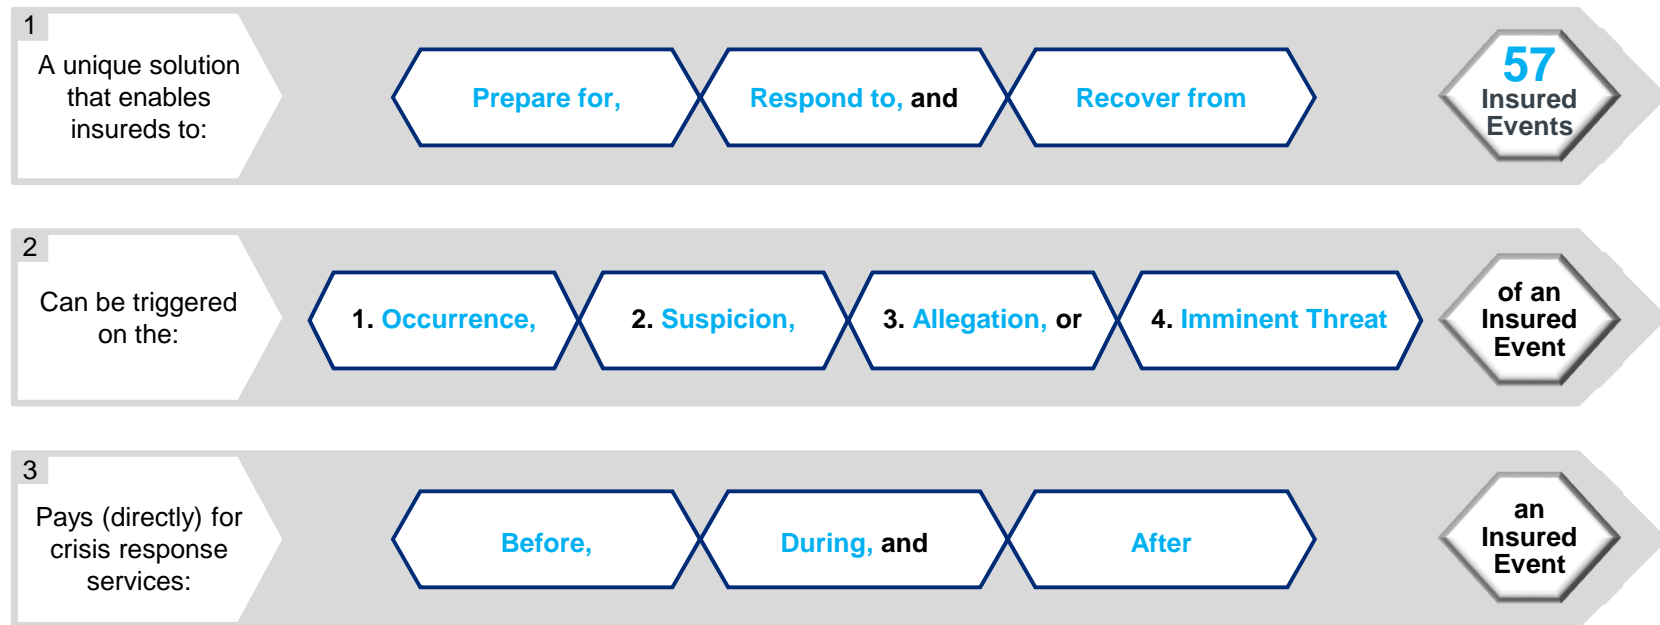 1
A unique solution
that enables
insureds to:
Prepare for,
Respond to, and
Recover from
57
Insured
Events
2
Can be triggered
on the:
1. Occurrence,
2. Suspicion,
3. Allegation, or
4. Imminent Threat
of an
Insured
Event
3
Pays (directly) for
crisis response
services:
Before,
During, and
After
an
Insured
Event